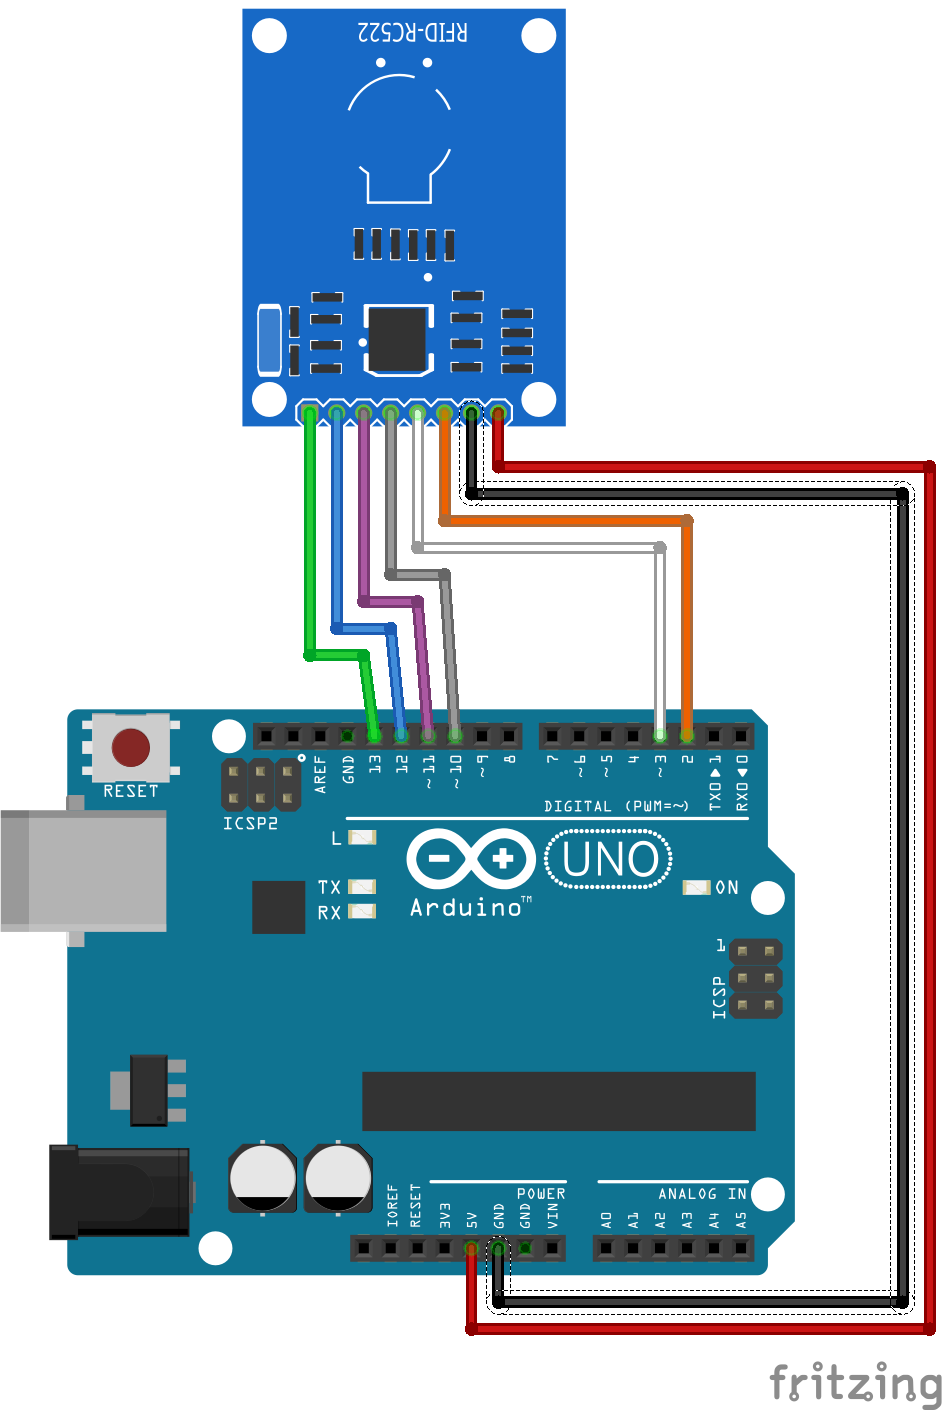 RFID-RC522
RESET
ICSP2
AREF
GND
13
12
~11
~10
~9
8
7
~6
~5
4
~3
2
TX0▶1
RX0◀0
DIGITAL (PWM=~)
L
TX
RX
Arduino™
UNO
ON
1
ICSP
IOREF
RESET
3V3
5V
GND
GND
VIN
POWER
ANALOG IN
A0
A1
A2
A3
A4
A5
fritzing